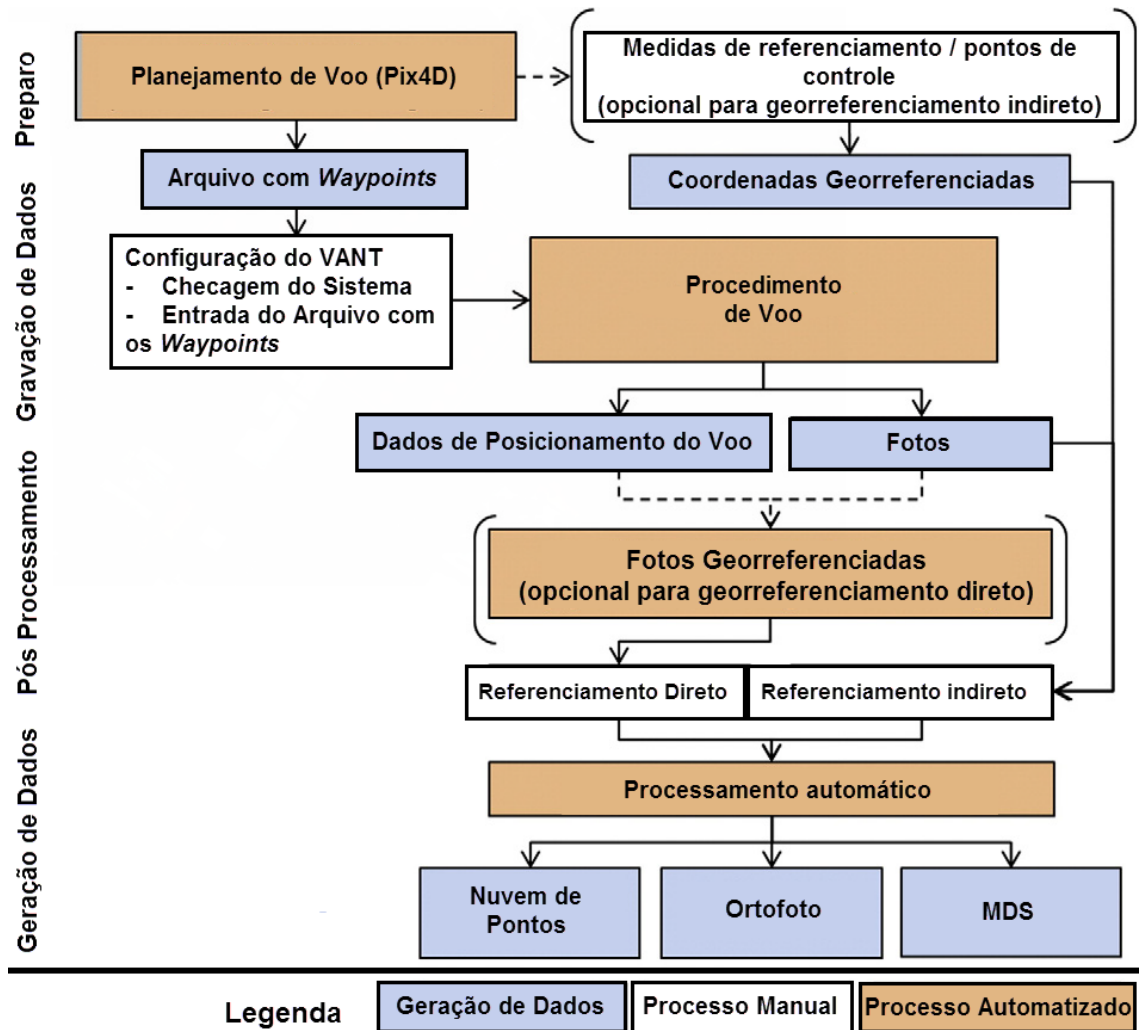 Preparo
Gravação de Dados
Pós Processamento
Geração de Dados
Planejamento de Voo (Pix4D)
Medidas de referenciamento / pontos de
controle
(opcional para georreferenciamento indireto)
Arquivo com Waypoints
Coordenadas Georreferenciadas
Configuração do VANT
- Checagem do Sistema
- Entrada do Arquivo com
os Waypoints
Procedimento
de Voo
Dados de Posicionamento do Voo
Fotos
Fotos Georreferenciadas
(opcional para georreferenciamento direto)
Referenciamento Direto
Referenciamento indireto
Processamento automático
Nuvem de
Pontos
Ortofoto
MDS
Legenda
Geração de Dados
Processo Manual
Processo Automatizado